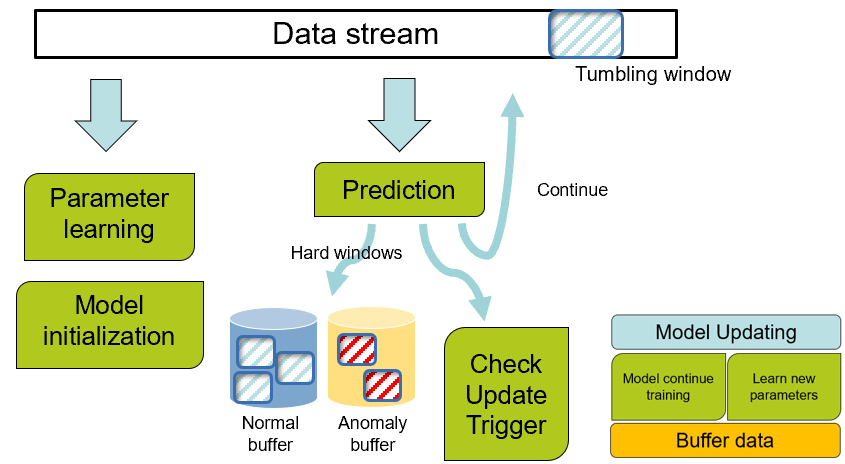 Data stream
Tumbling window
Parameter
learning
Prediction
Continue
Hard windows
Model
initialization
Normal
buffer
Anomaly
buffer
Check
Update
Trigger
Model Updating
Model continue
training
Learn new
parameters
Buffer data